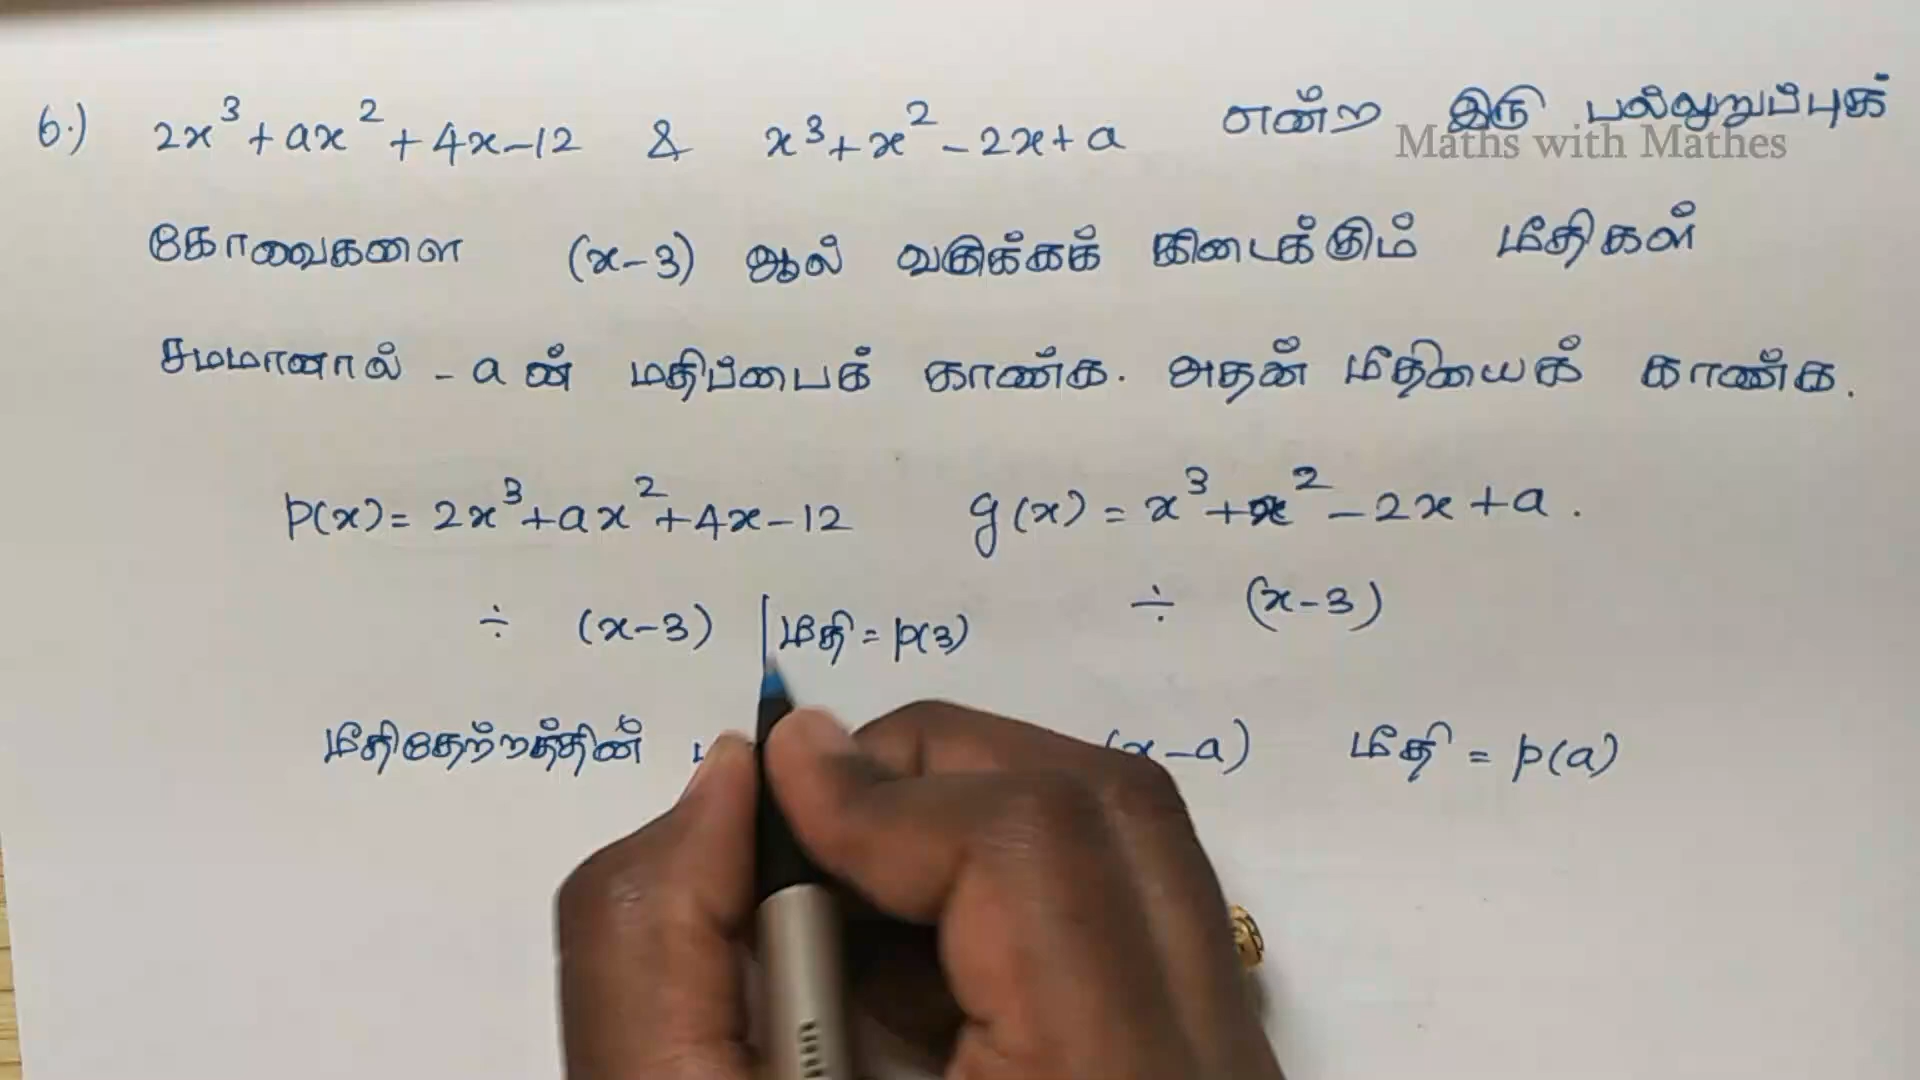 6.) 2x³+ax²+4x-12 & x³+x²-2x+a என்ற இரு பல்லுறுப்புக்
Maths with Mathes
கோவைகளை (x-3) ஆல் வகுக்கக் கிடைக்கும் மீதிகள்
சமமானால் - a ன் மதிப்பைக் காண்க. அதன் மீதியைக் காண்க.
p(x) = 2x³+ax²+4x-12 g(x) = x³+x²-2x+a.
÷ (x-3) | மீதி = p(3) ÷ (x-3)
மீதிதேற்றத்தின் (x-a) மீதி = p(a)